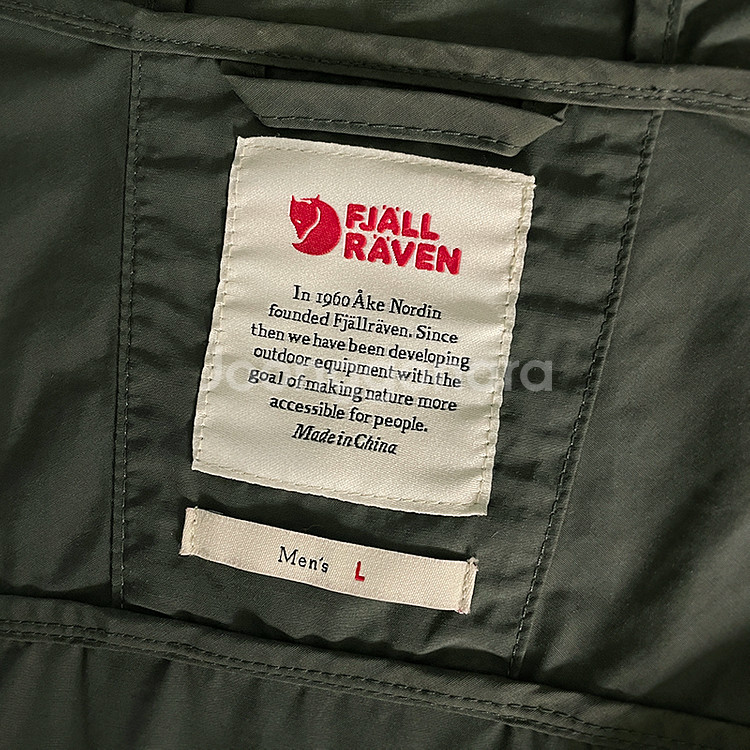 FJÄLL
RÄVEN
In 1960 Åke Nordin
founded Fjällräven. Since
then we have been developing
outdoor equipment with the
goal of making nature more
accessible for people.
Made in China
Men's L